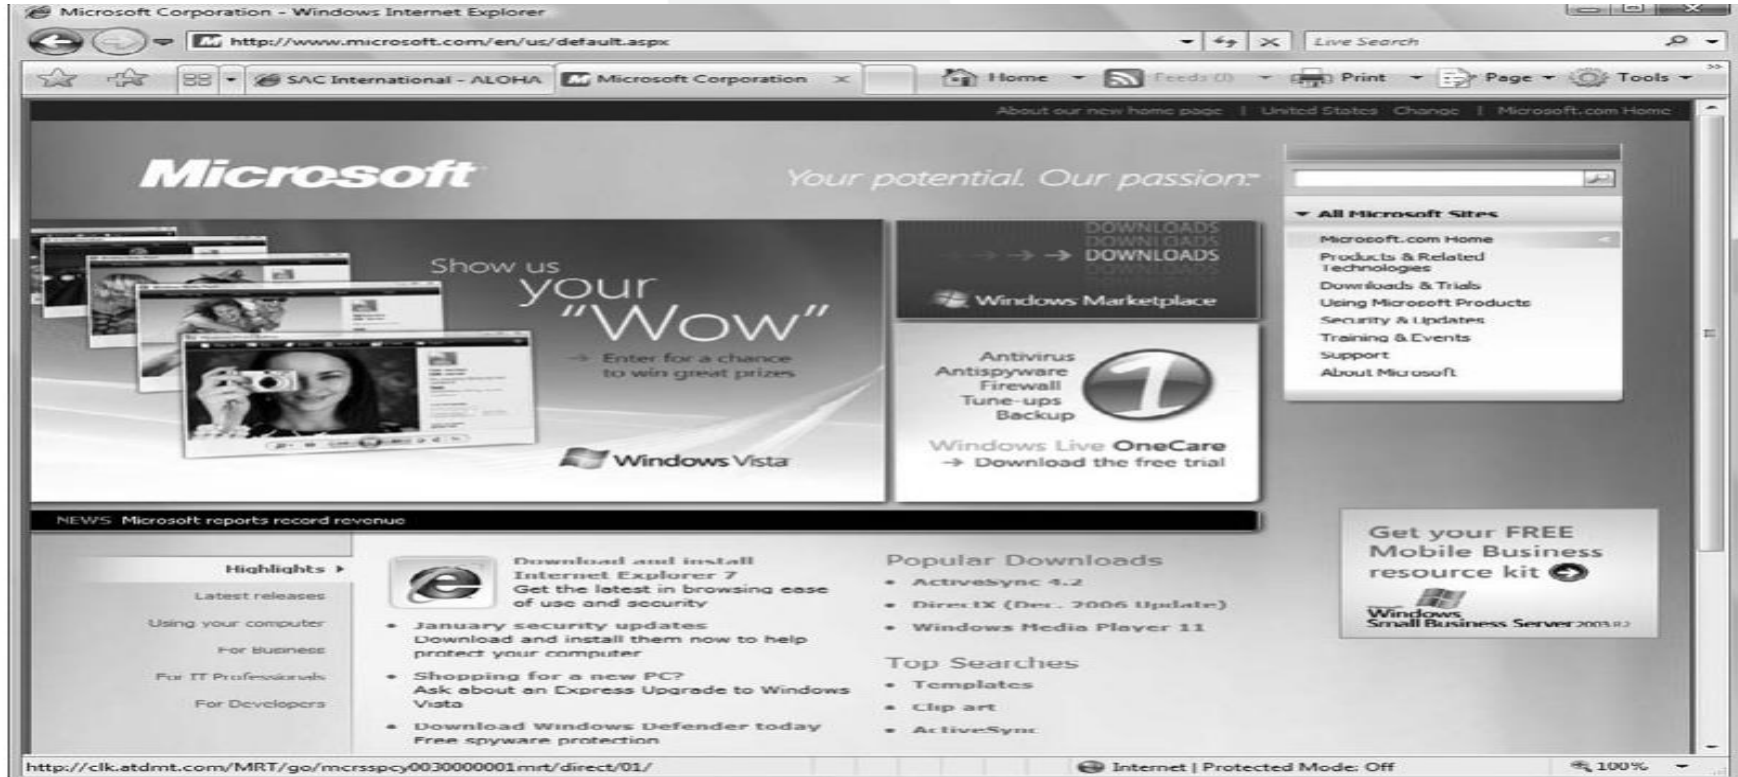 Microsoft Corporation - Windows Internet Explorer
http://www.microsoft.com/en/us/default.aspx
Live Search
SAC International - ALOHA
Microsoft Corporation
Home
Feeds (J)
Print
Page
Tools
About our new home page | United States Change | Microsoft.com Home
Microsoft
Your potential. Our passion.™
Show us
your
"Wow"
→ Enter for a chance
to win great prizes
Windows Vista
DOWNLOADS
DOWNLOADS
→ → → DOWNLOADS
DOWNLOADS
Windows Marketplace
Antivirus
Antispyware
Firewall
Tune-ups
Backup
1
Windows Live OneCare
→ Download the free trial
All Microsoft Sites
Microsoft.com Home
Products & Related
Technologies
Downloads & Trials
Using Microsoft Products
Security & Updates
Training & Events
Support
About Microsoft
NEWS Microsoft reports record revenue
Highlights
Latest releases
Using your computer
For Business
For IT Professionals
For Developers
Download and install
Internet Explorer 7
Get the latest in browsing ease
of use and security
• January security updates
Download and install them now to help
protect your computer
• Shopping for a new PC?
Ask about an Express Upgrade to Windows
Vista
• Download Windows Defender today
Free spyware protection
Popular Downloads
• ActiveSync 4.2
• DirectX (Dec. 2006 Update)
• Windows Media Player 11
Top Searches
• Templates
• Clip art
• ActiveSync
Get your FREE
Mobile Business
resource kit
Windows
Small Business Server 2003 R2
http://clk.atdmt.com/MRT/go/mcrsspcy0030000001mrt/direct/01/
Internet | Protected Mode: Off
100%